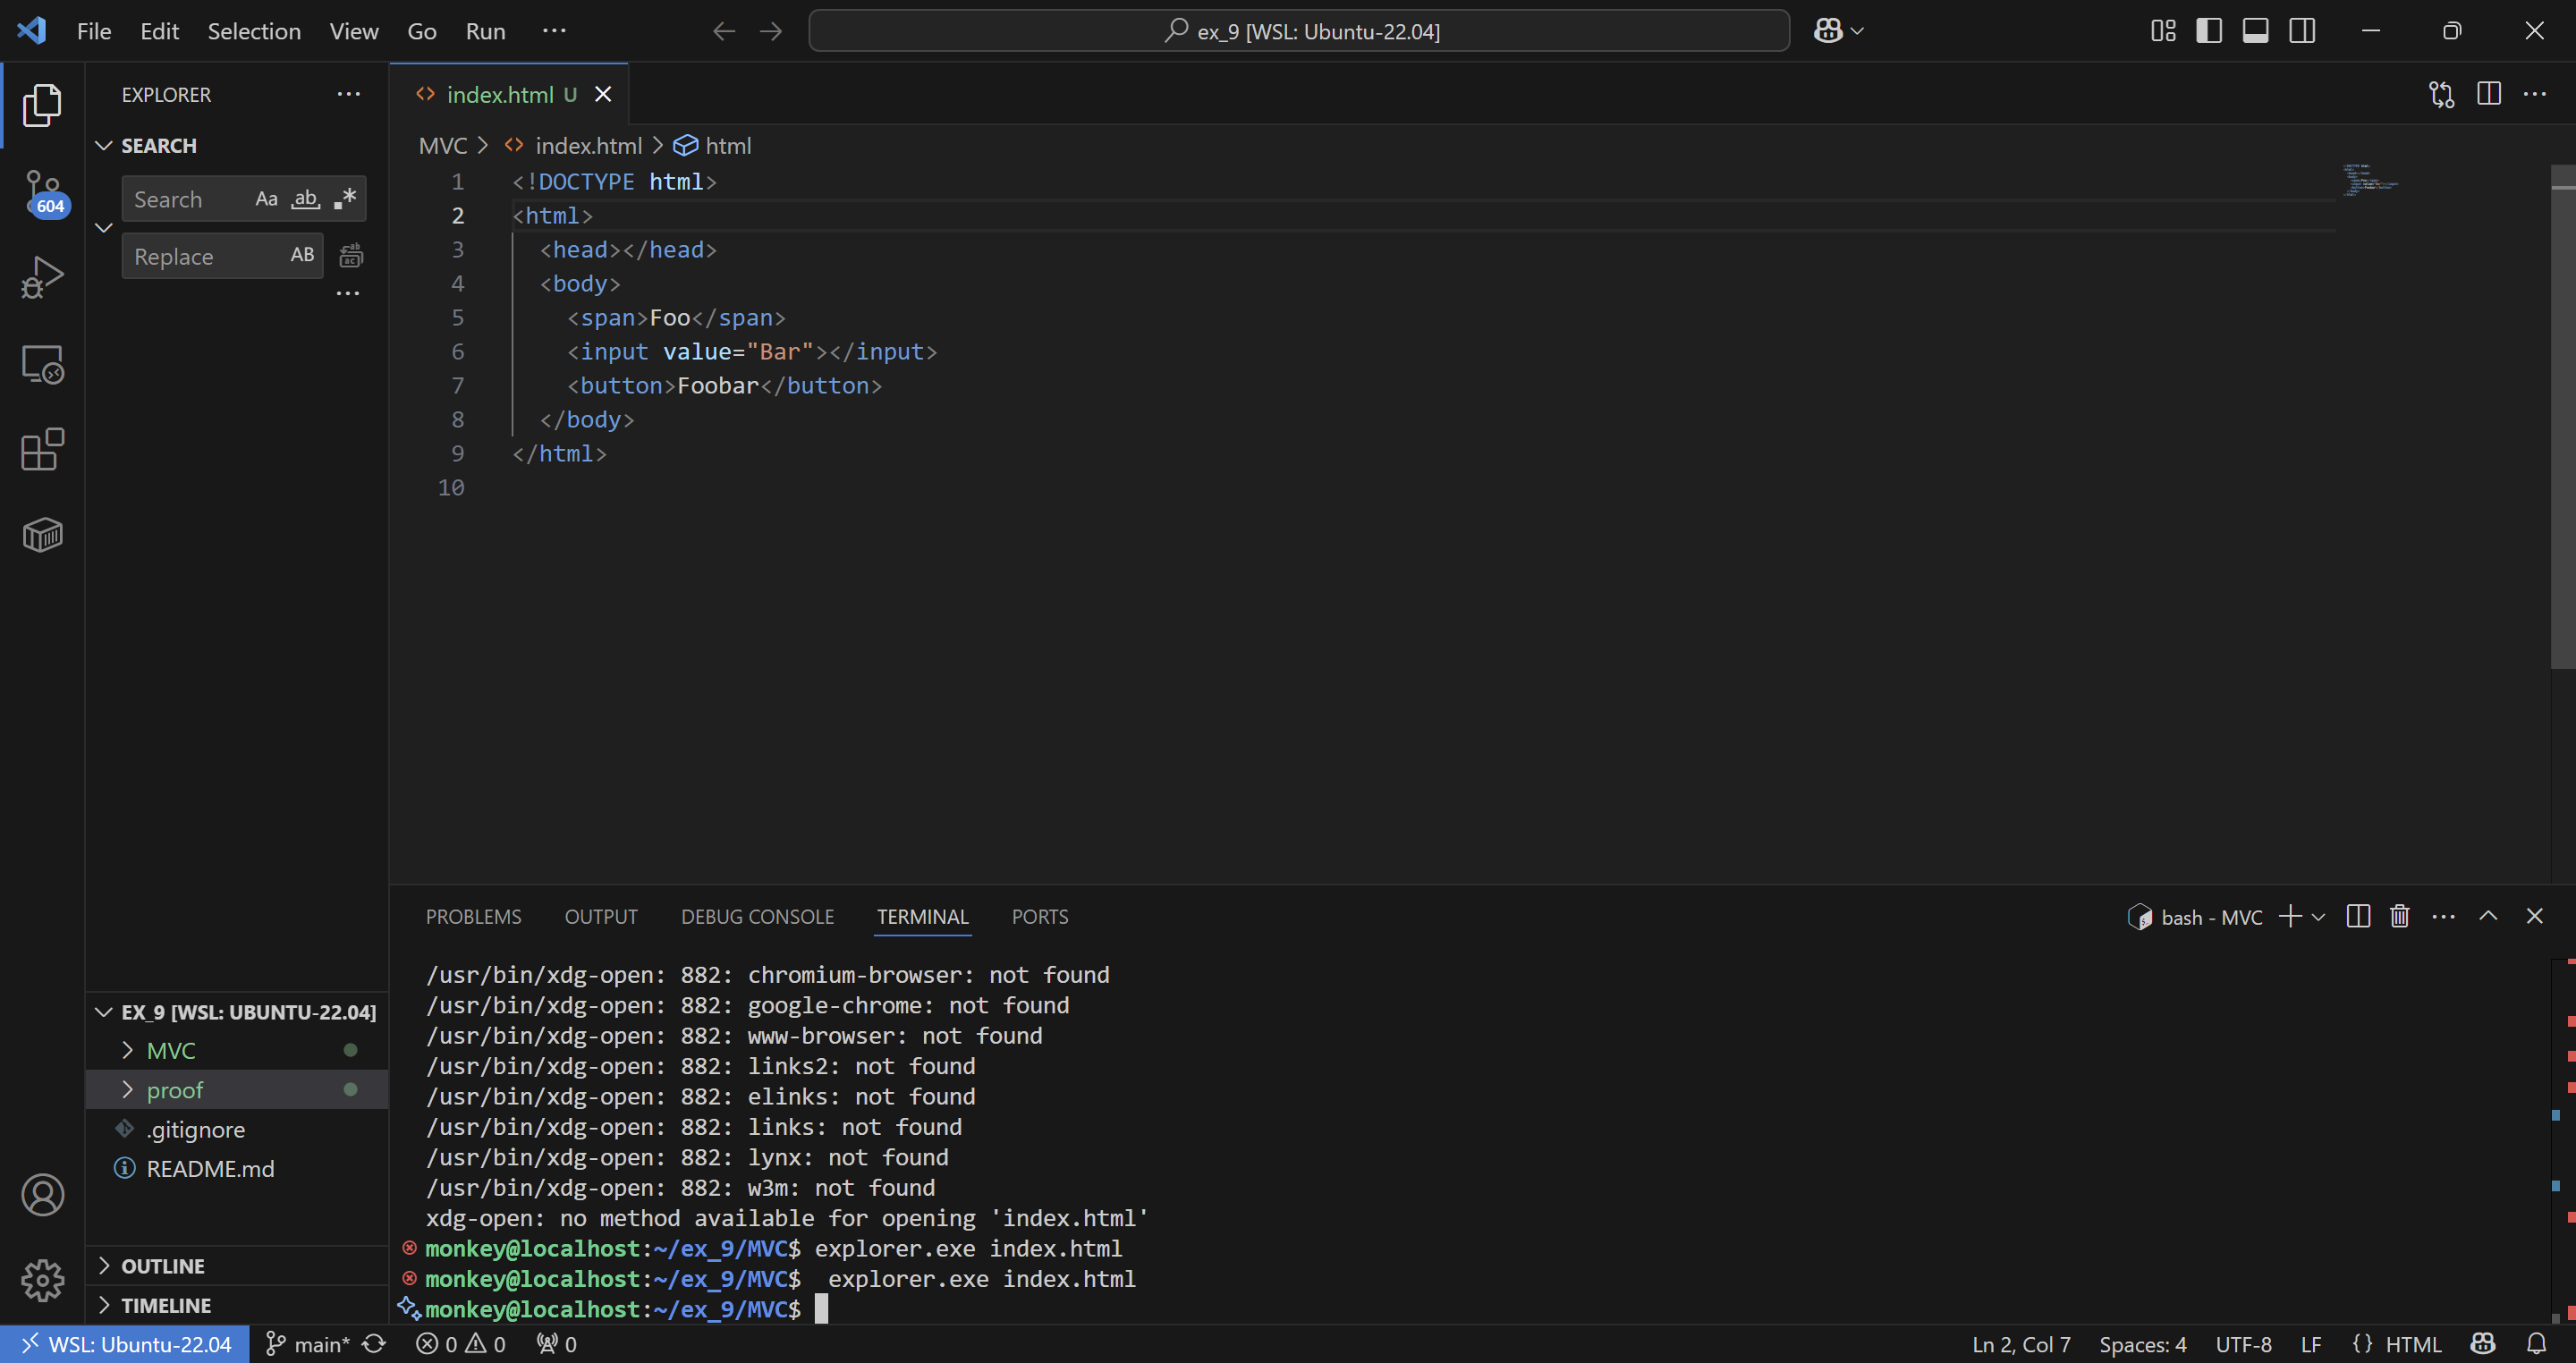 File Edit Selection View Go Run ···
ex_9 [WSL: Ubuntu-22.04]
EXPLORER ···
SEARCH
Search Aa ab .*
Replace AB
···
604
index.html U
MVC > index.html > html
1 <!DOCTYPE html>
2 <html>
3 <head></head>
4 <body>
5 <span>Foo</span>
6 <input value="Bar"></input>
7 <button>Foobar</button>
8 </body>
9 </html>
10
EX_9 [WSL: UBUNTU-22.04]
MVC
proof
.gitignore
README.md
OUTLINE
TIMELINE
PROBLEMS OUTPUT DEBUG CONSOLE TERMINAL PORTS
bash - MVC
/usr/bin/xdg-open: 882: chromium-browser: not found
/usr/bin/xdg-open: 882: google-chrome: not found
/usr/bin/xdg-open: 882: www-browser: not found
/usr/bin/xdg-open: 882: links2: not found
/usr/bin/xdg-open: 882: elinks: not found
/usr/bin/xdg-open: 882: links: not found
/usr/bin/xdg-open: 882: lynx: not found
/usr/bin/xdg-open: 882: w3m: not found
xdg-open: no method available for opening 'index.html'
monkey@localhost:~/ex_9/MVC$ explorer.exe index.html
monkey@localhost:~/ex_9/MVC$  explorer.exe index.html
monkey@localhost:~/ex_9/MVC$
WSL: Ubuntu-22.04 main* 0 0 0
Ln 2, Col 7 Spaces: 4 UTF-8 LF {} HTML